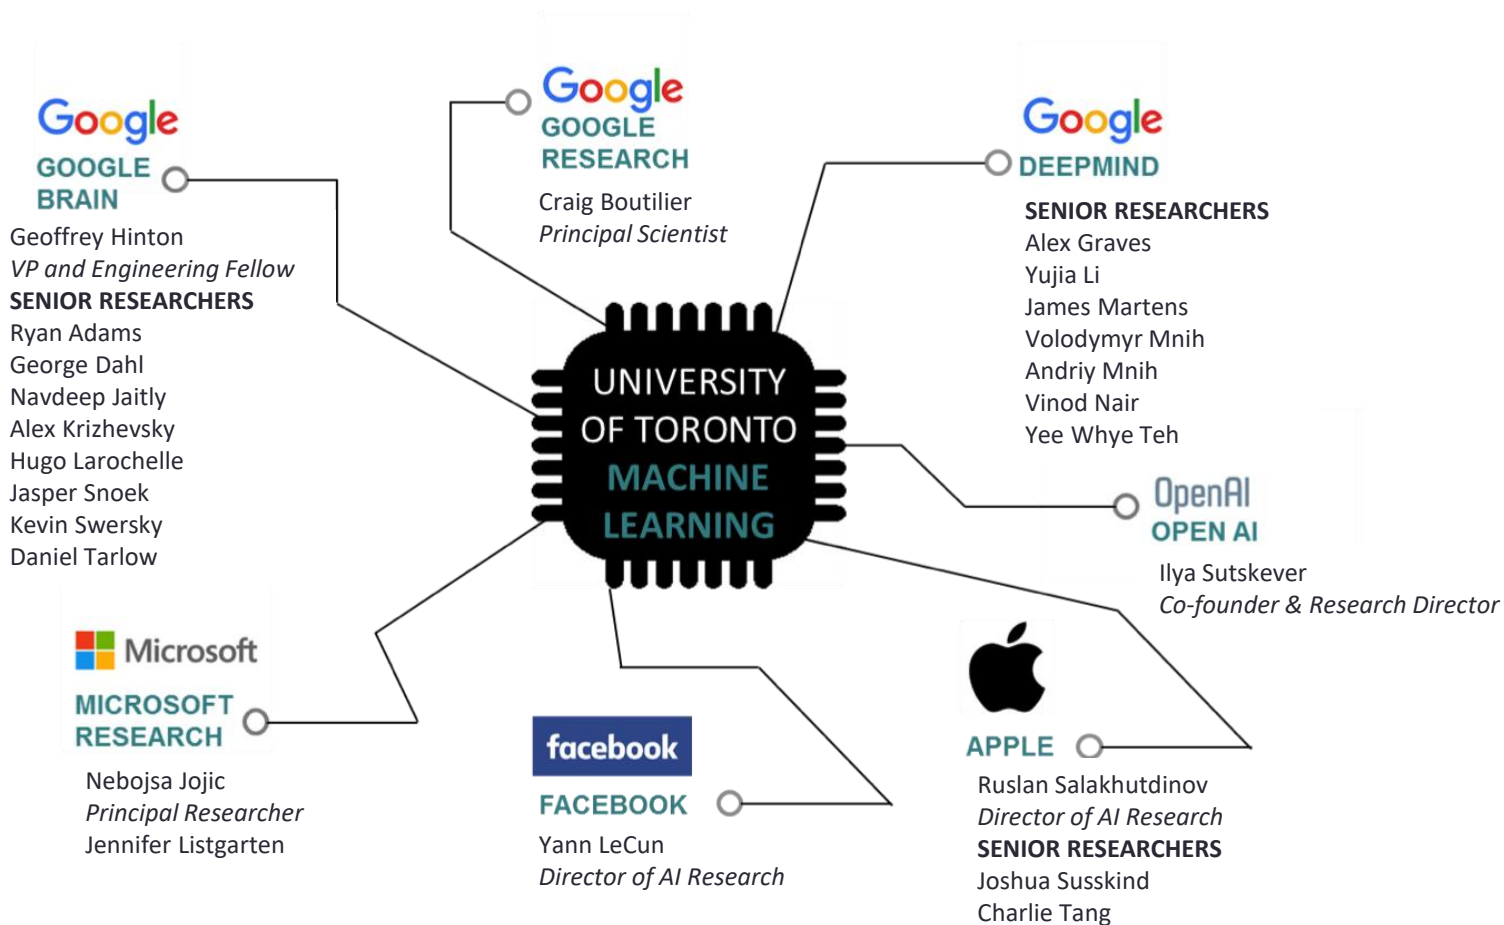 Google
GOOGLE
BRAIN
Geoffrey Hinton
VP and Engineering Fellow
SENIOR RESEARCHERS
Ryan Adams
George Dahl
Navdeep Jaitly
Alex Krizhevsky
Hugo Larochelle
Jasper Snoek
Kevin Swersky
Daniel Tarlow
Google
GOOGLE
RESEARCH
Craig Boutilier
Principal Scientist
Google
DEEPMIND
SENIOR RESEARCHERS
Alex Graves
Yujia Li
James Martens
Volodymyr Mnih
Andriy Mnih
Vinod Nair
Yee Whye Teh
UNIVERSITY
OF TORONTO
MACHINE
LEARNING
OpenAI
OPEN AI
Ilya Sutskever
Co-founder & Research Director
Microsoft
MICROSOFT
RESEARCH
Nebojsa Jojic
Principal Researcher
Jennifer Listgarten
facebook
FACEBOOK
Yann LeCun
Director of AI Research
APPLE
Ruslan Salakhutdinov
Director of AI Research
SENIOR RESEARCHERS
Joshua Susskind
Charlie Tang